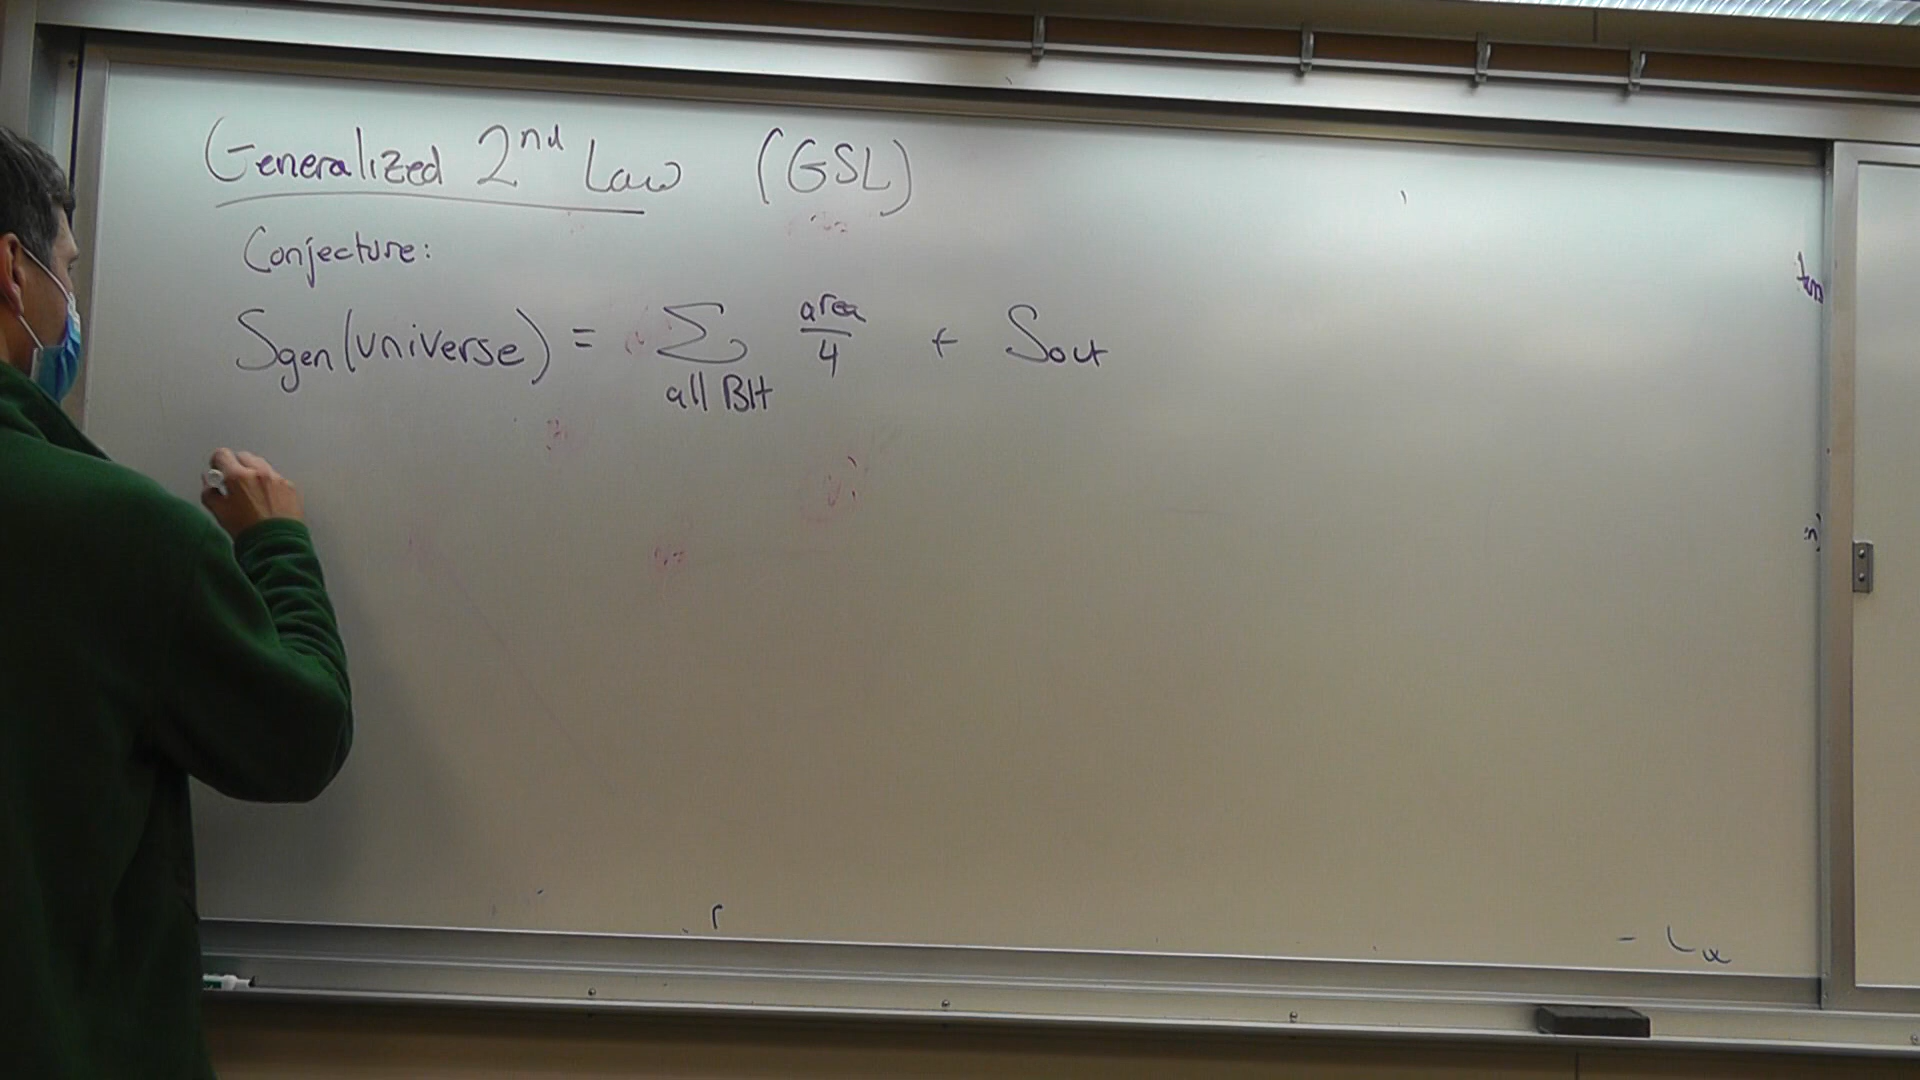 Generalized 2nd Law (GSL)
Conjecture:
Sgen(universe) = Σ all BH area/4 + Sout